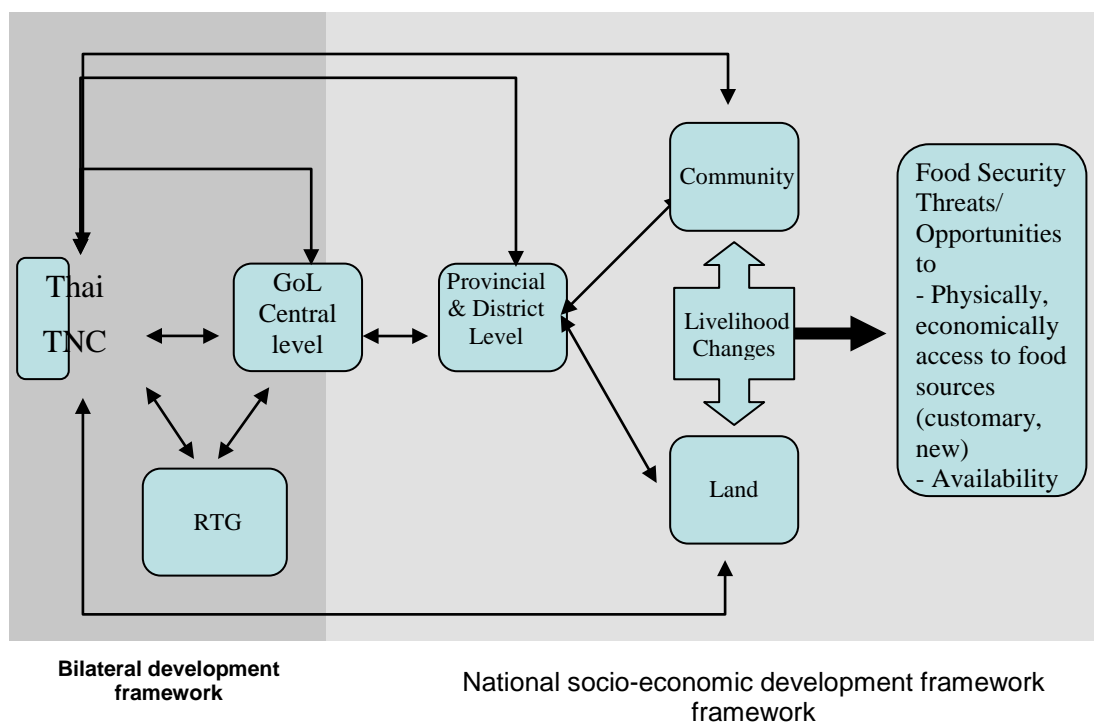 Community
Food Security
Threats/
Opportunities
to
- Physically,
economically
access to food
sources
(customary,
new)
- Availability
Thai
TNC
GoL
Central
level
Provincial
& District
Level
Livelihood
Changes
RTG
Land
Bilateral development
framework
National socio-economic development framework
framework